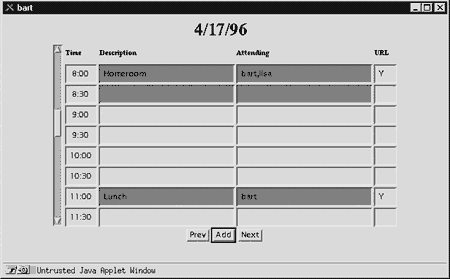 bart
4/17/96
Time Description Attending URL
8:00 Homeroom bart,lisa Y
8:30
9:00
9:30
10:00
10:30
11:00 Lunch bart Y
11:30
Prev Add Next
Untrusted Java Applet Window